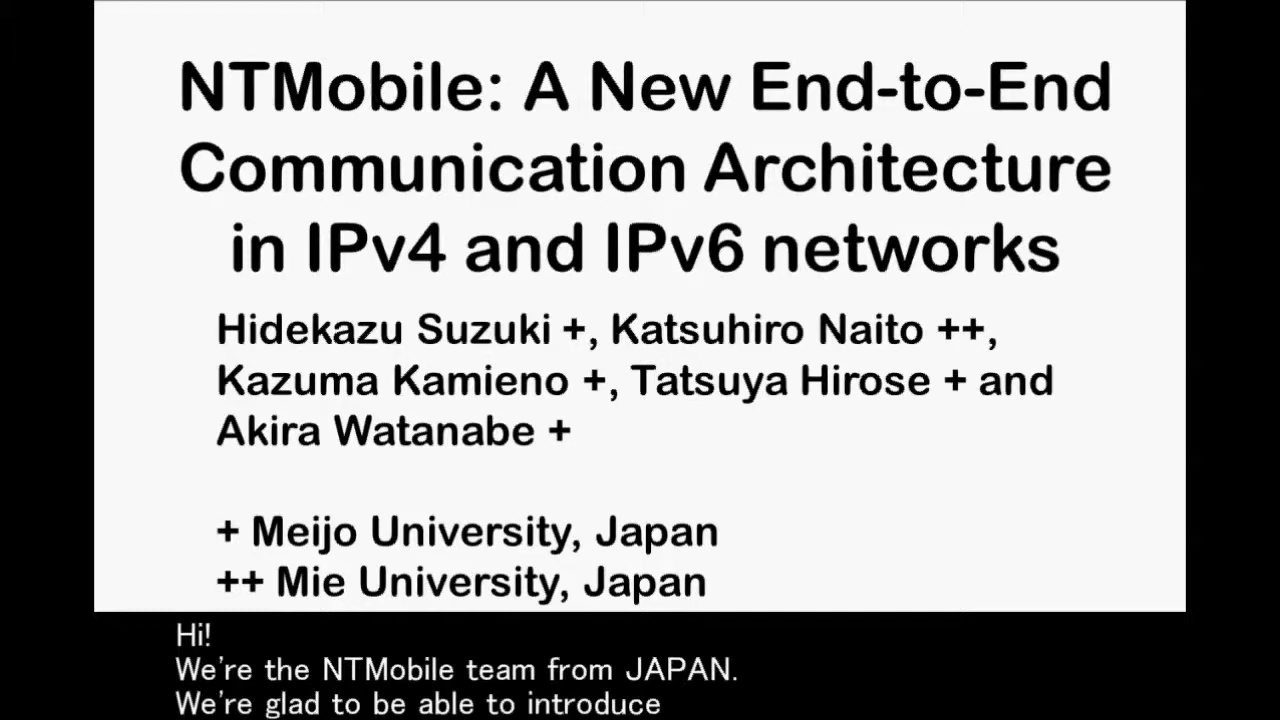 NTMobile: A New End-to-End
Communication Architecture
in IPv4 and IPv6 networks
Hidekazu Suzuki +, Katsuhiro Naito ++,
Kazuma Kamieno +, Tatsuya Hirose + and
Akira Watanabe +
+ Meijo University, Japan
++ Mie University, Japan
Hi!
We're the NTMobile team from JAPAN.
We're glad to be able to introduce